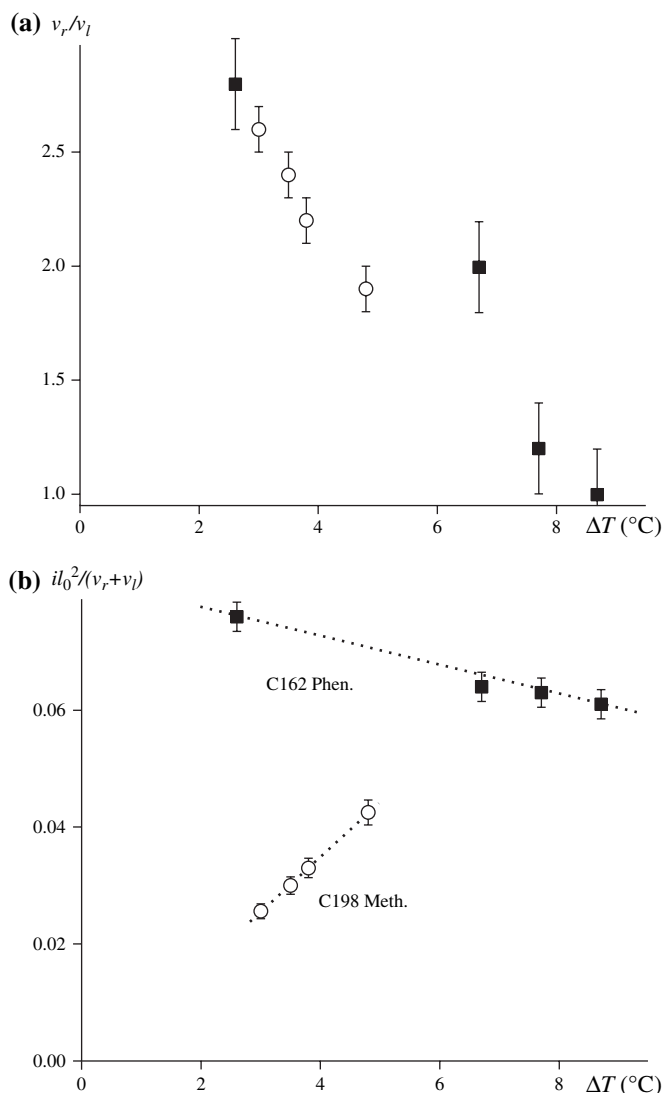 (a) v_r/v_l
2.5
2.0
1.5
1.0
0 2 4 6 8 ΔT (°C)
(b) il_0^2/(v_r+v_l)
C162 Phen.
0.06
0.04
C198 Meth.
0.02
0.00
0 2 4 6 8 ΔT (°C)